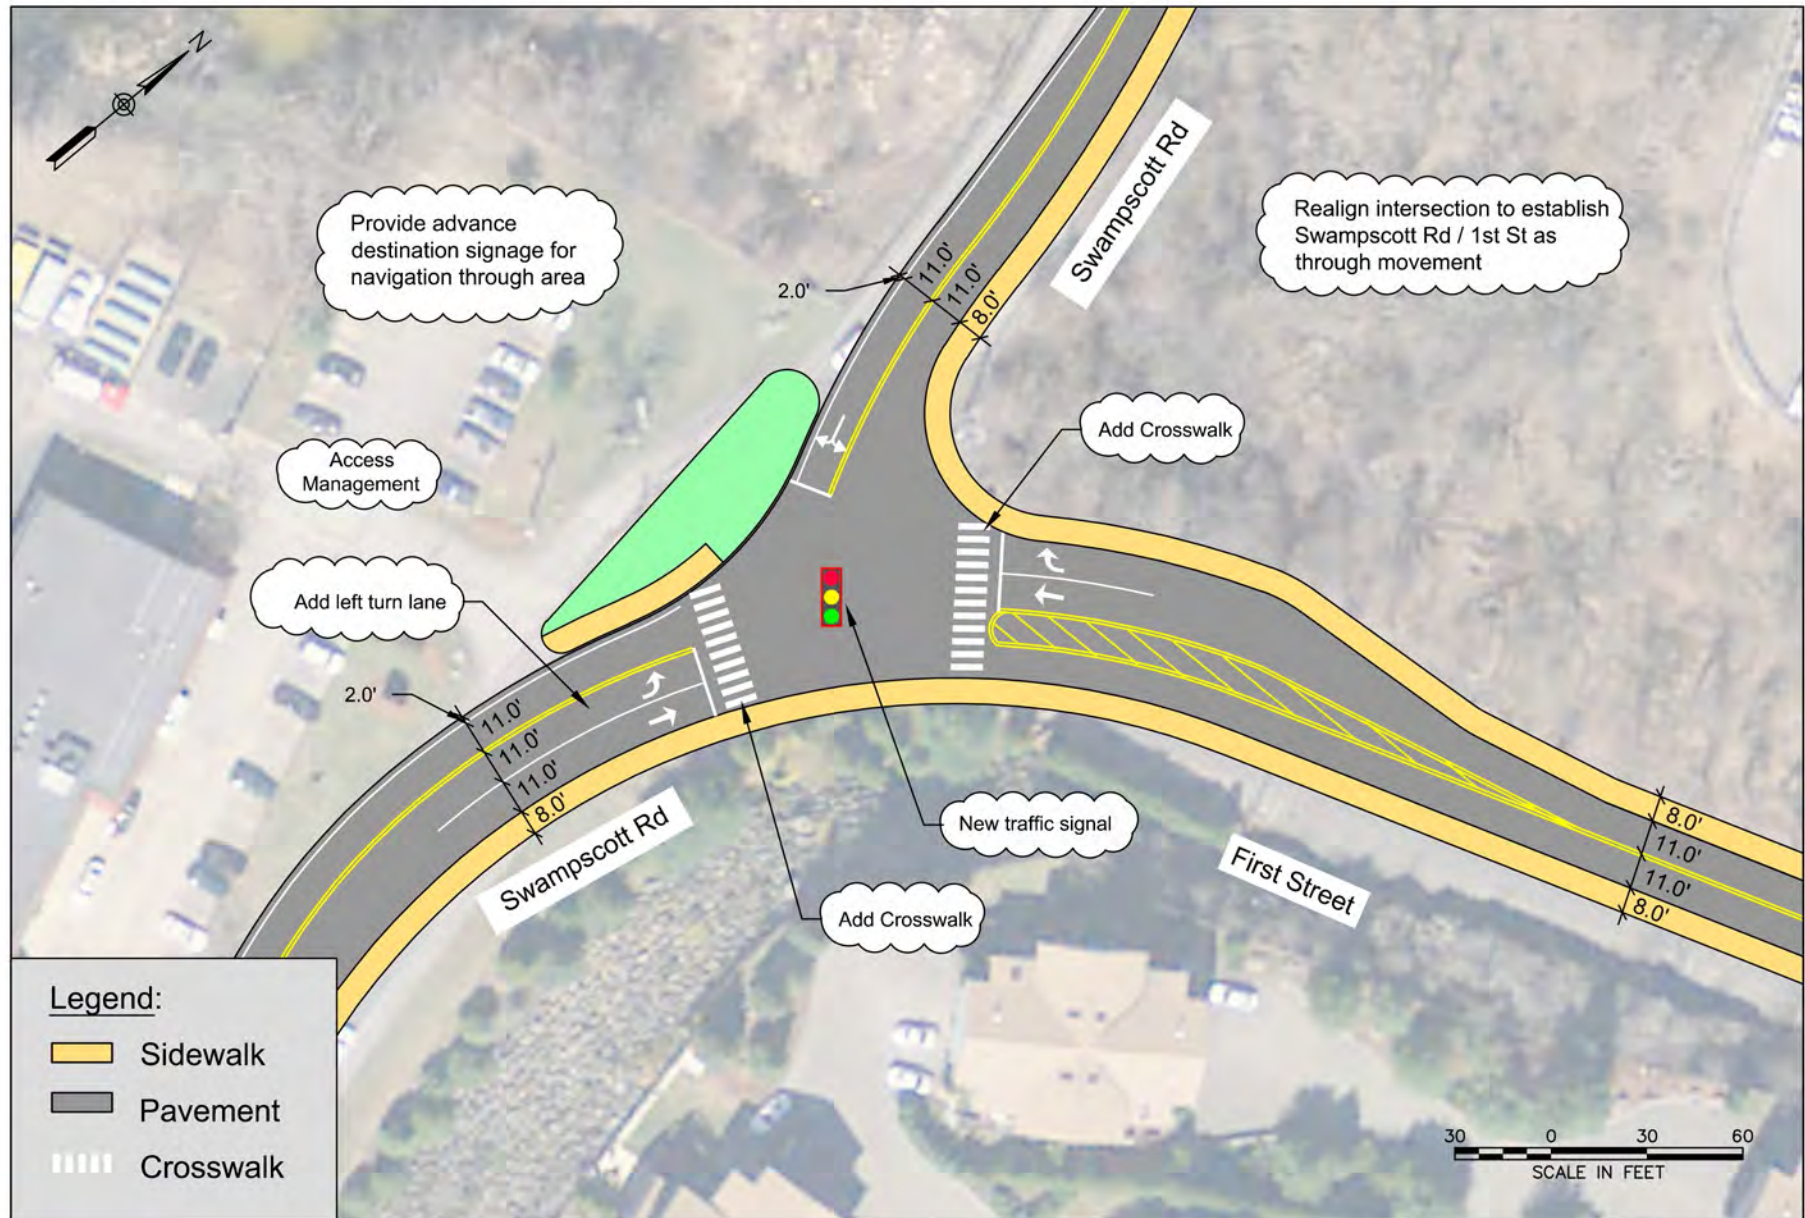 N
Provide advance
destination signage for
navigation through area
Swampscott Rd
Realign intersection to establish
Swampscott Rd / 1st St as
through movement
2.0'
11.0'
11.0'
8.0'
Add Crosswalk
Access
Management
Add left turn lane
2.0'
11.0'
11.0'
11.0'
8.0'
Swampscott Rd
New traffic signal
Add Crosswalk
First Street
8.0'
11.0'
11.0'
8.0'
Legend:
Sidewalk
Pavement
Crosswalk
30 0 30 60
SCALE IN FEET